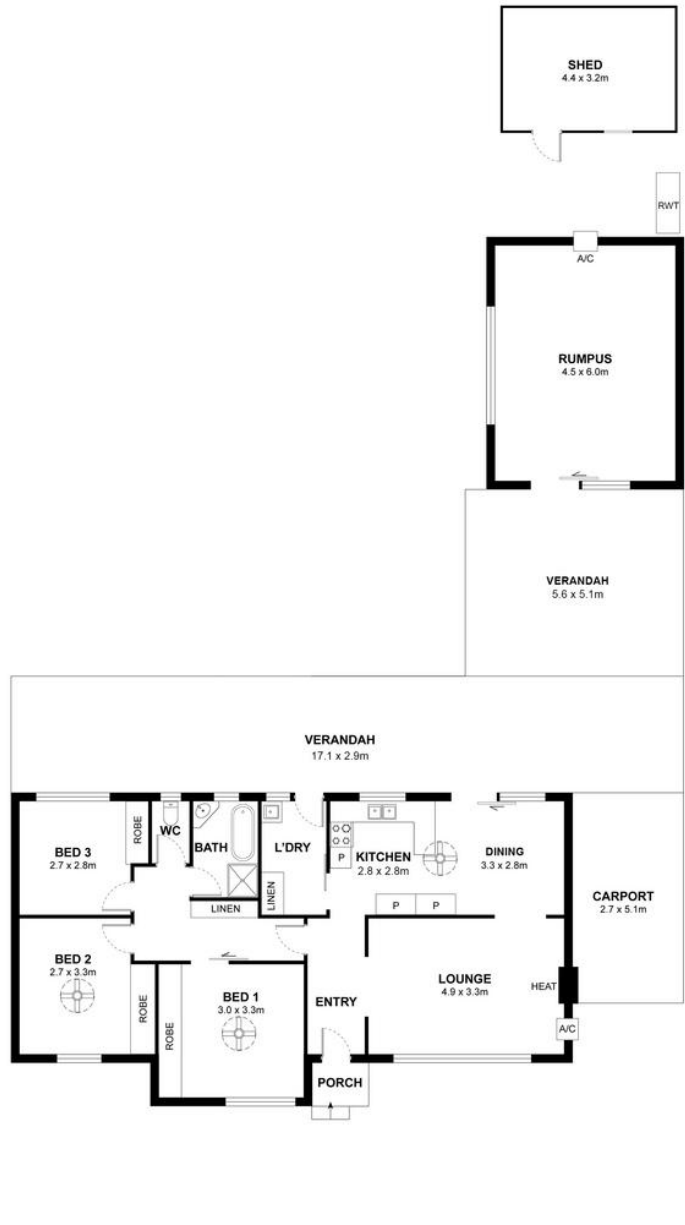 SHED
4.4 x 3.2m
RWT
A/C
RUMPUS
4.5 x 6.0m
VERANDAH
5.6 x 5.1m
VERANDAH
17.1 x 2.9m
BED 3
2.7 x 2.8m
ROBE
WC
BATH
L'DRY
LINEN
LINEN
KITCHEN
2.8 x 2.8m
P
P
P
DINING
3.3 x 2.8m
CARPORT
2.7 x 5.1m
BED 2
2.7 x 3.3m
ROBE
ROBE
BED 1
3.0 x 3.3m
ENTRY
LOUNGE
4.9 x 3.3m
HEAT
A/C
PORCH